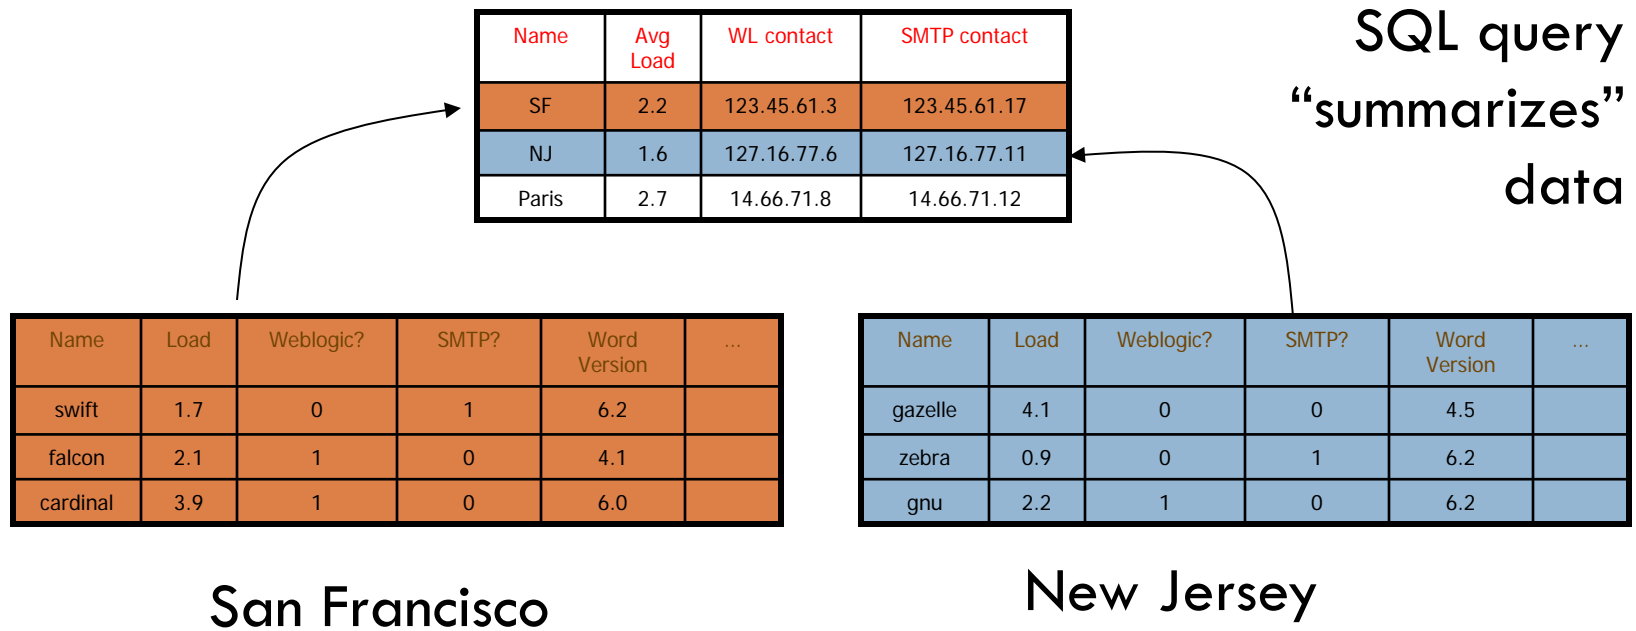 SQL query
“summarizes”
data
Name Avg Load WL contact SMTP contact
SF 2.2 123.45.61.3 123.45.61.17
NJ 1.6 127.16.77.6 127.16.77.11
Paris 2.7 14.66.71.8 14.66.71.12
Name Load Weblogic? SMTP? Word Version ...
swift 1.7 0 1 6.2
falcon 2.1 1 0 4.1
cardinal 3.9 1 0 6.0
San Francisco
Name Load Weblogic? SMTP? Word Version ...
gazelle 4.1 0 0 4.5
zebra 0.9 0 1 6.2
gnu 2.2 1 0 6.2
New Jersey